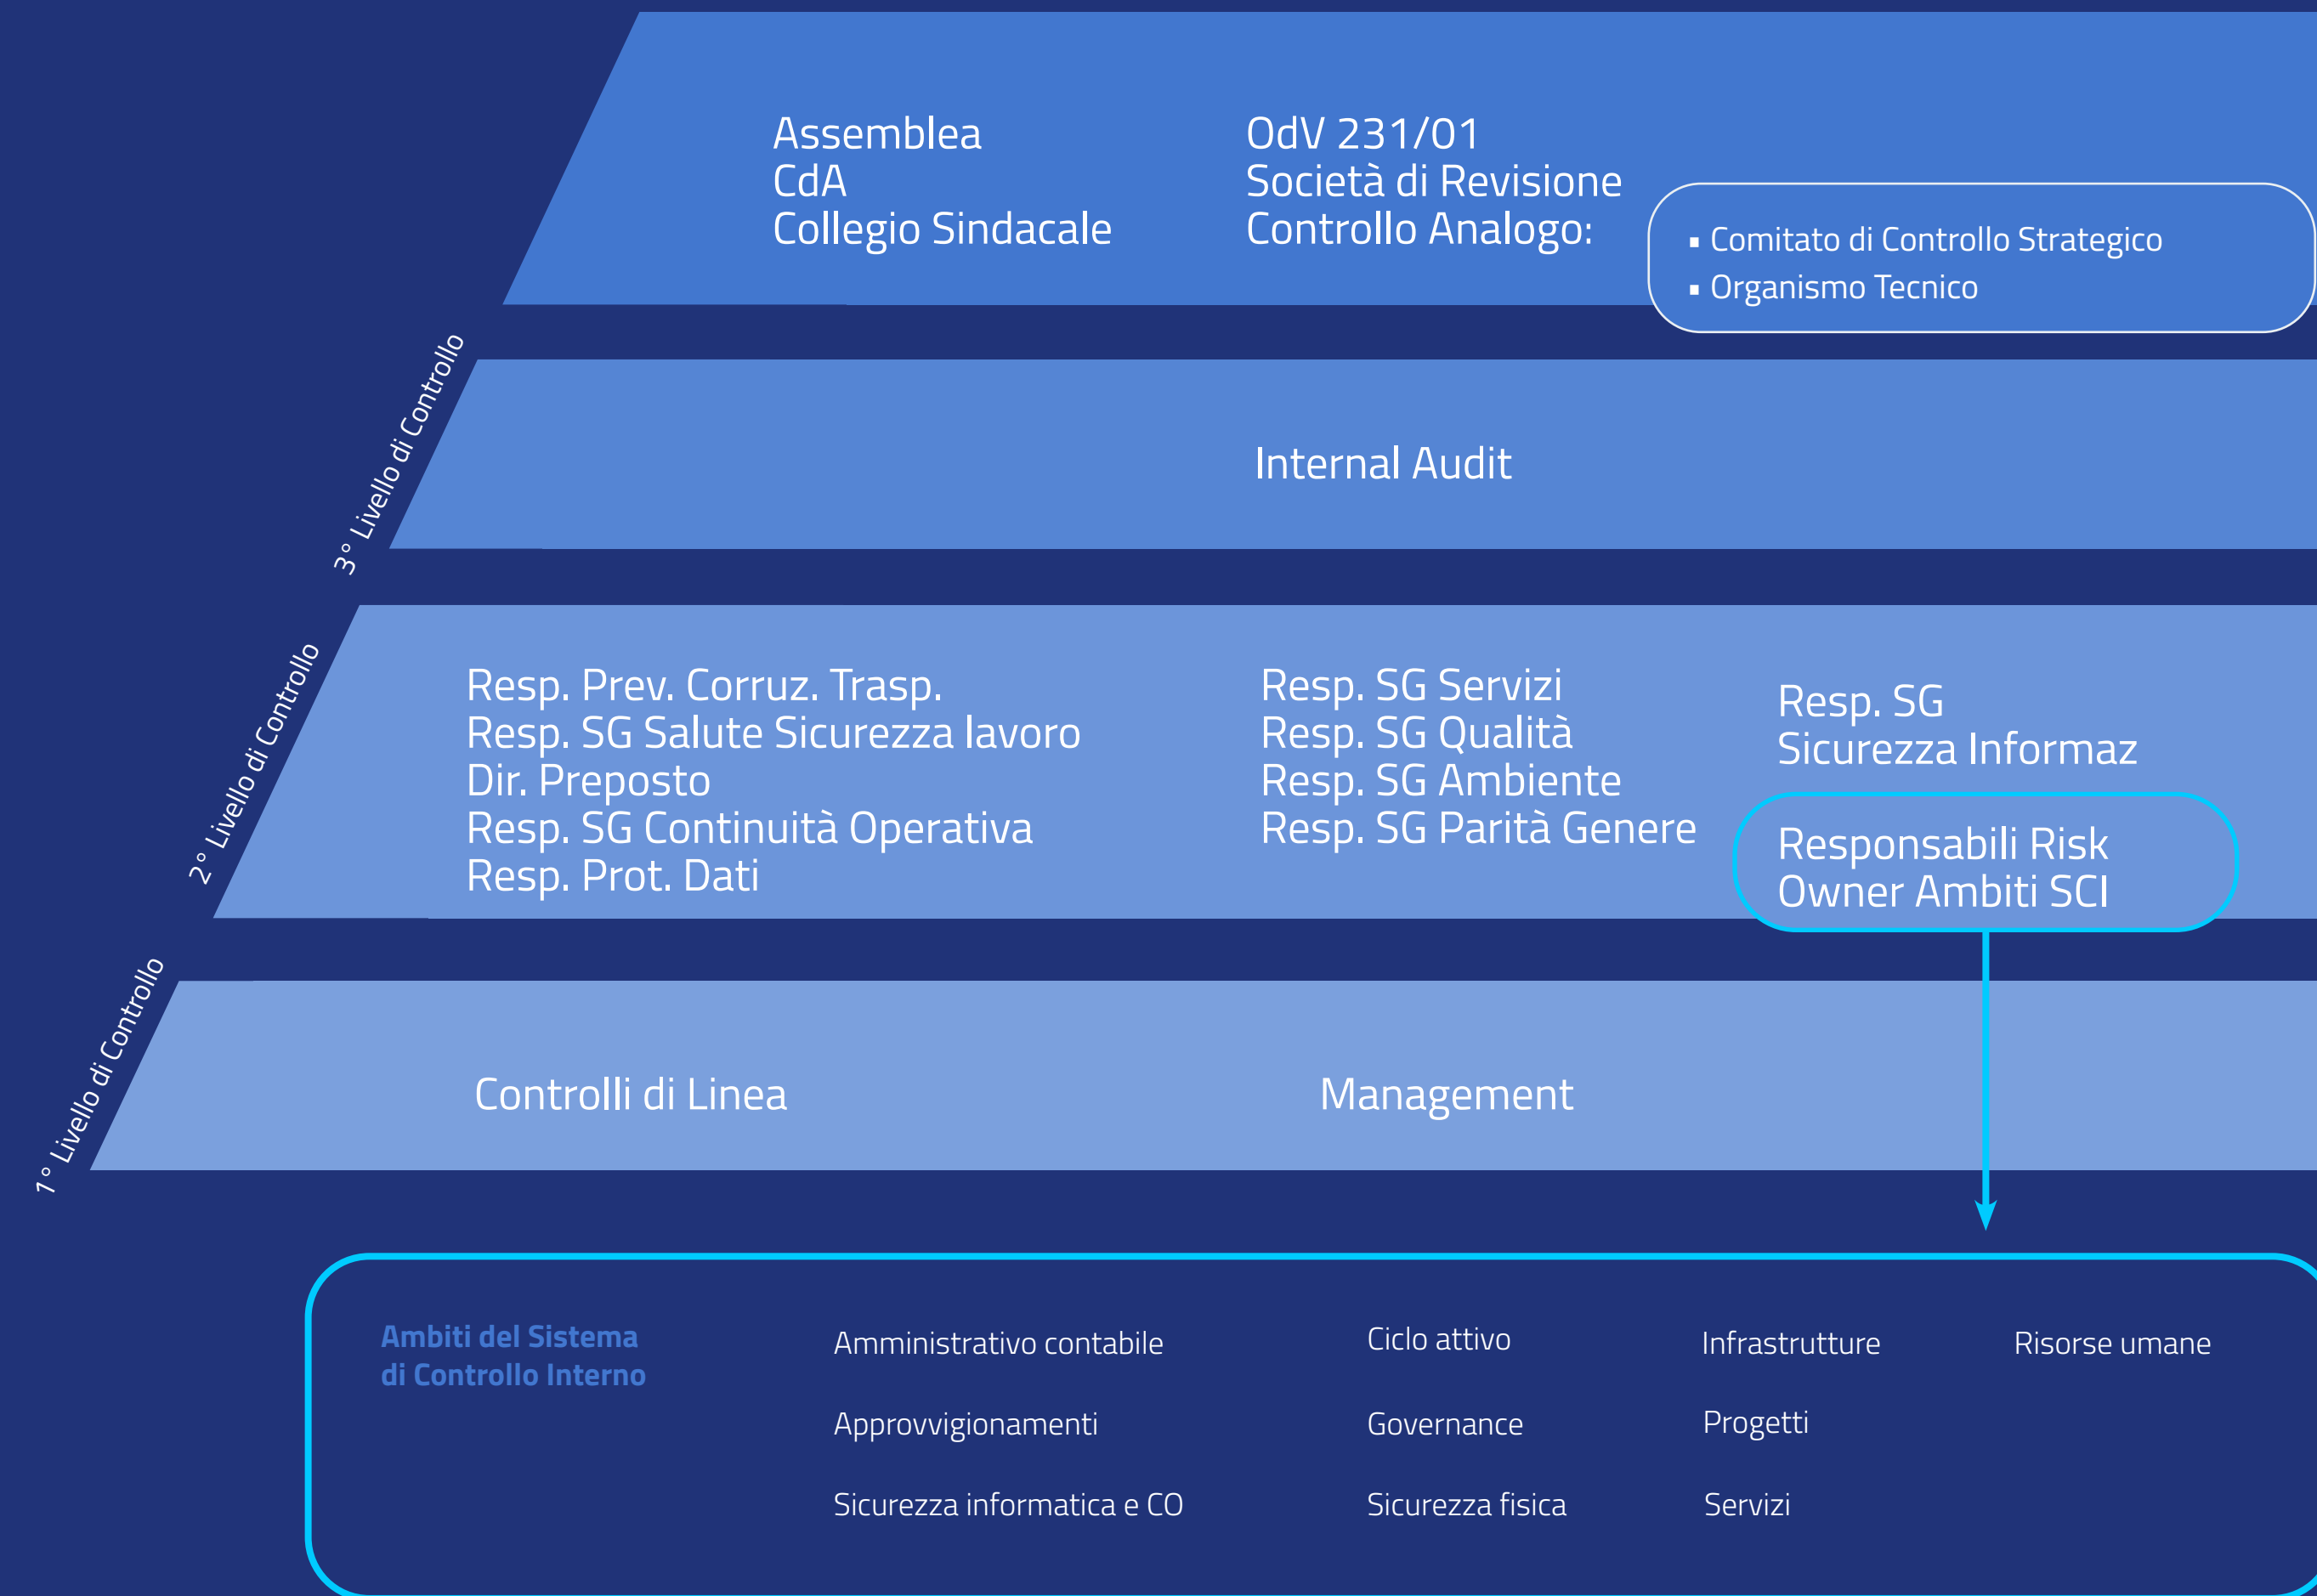 Assemblea
CdA
Collegio Sindacale
OdV 231/01
Società di Revisione
Controllo Analogo:
▪ Comitato di Controllo Strategico
▪ Organismo Tecnico
3° Livello di Controllo
Internal Audit
2° Livello di Controllo
Resp. Prev. Corruz. Trasp.
Resp. SG Salute Sicurezza lavoro
Dir. Preposto
Resp. SG Continuità Operativa
Resp. Prot. Dati
Resp. SG Servizi
Resp. SG Qualità
Resp. SG Ambiente
Resp. SG Parità Genere
Resp. SG
Sicurezza Informaz
Responsabili Risk
Owner Ambiti SCI
1° Livello di Controllo
Controlli di Linea
Management
Ambiti del Sistema
di Controllo Interno
Amministrativo contabile
Approvvigionamenti
Sicurezza informatica e CO
Ciclo attivo
Governance
Sicurezza fisica
Infrastrutture
Progetti
Servizi
Risorse umane